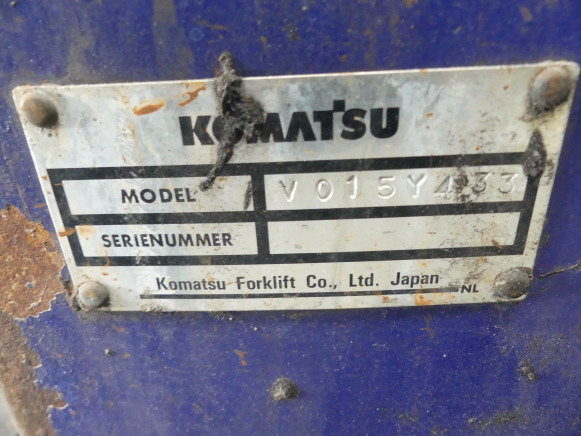 KOMATSU
MODEL V015Y433
SERIENUMMER
Komatsu Forklift Co., Ltd. Japan
NL